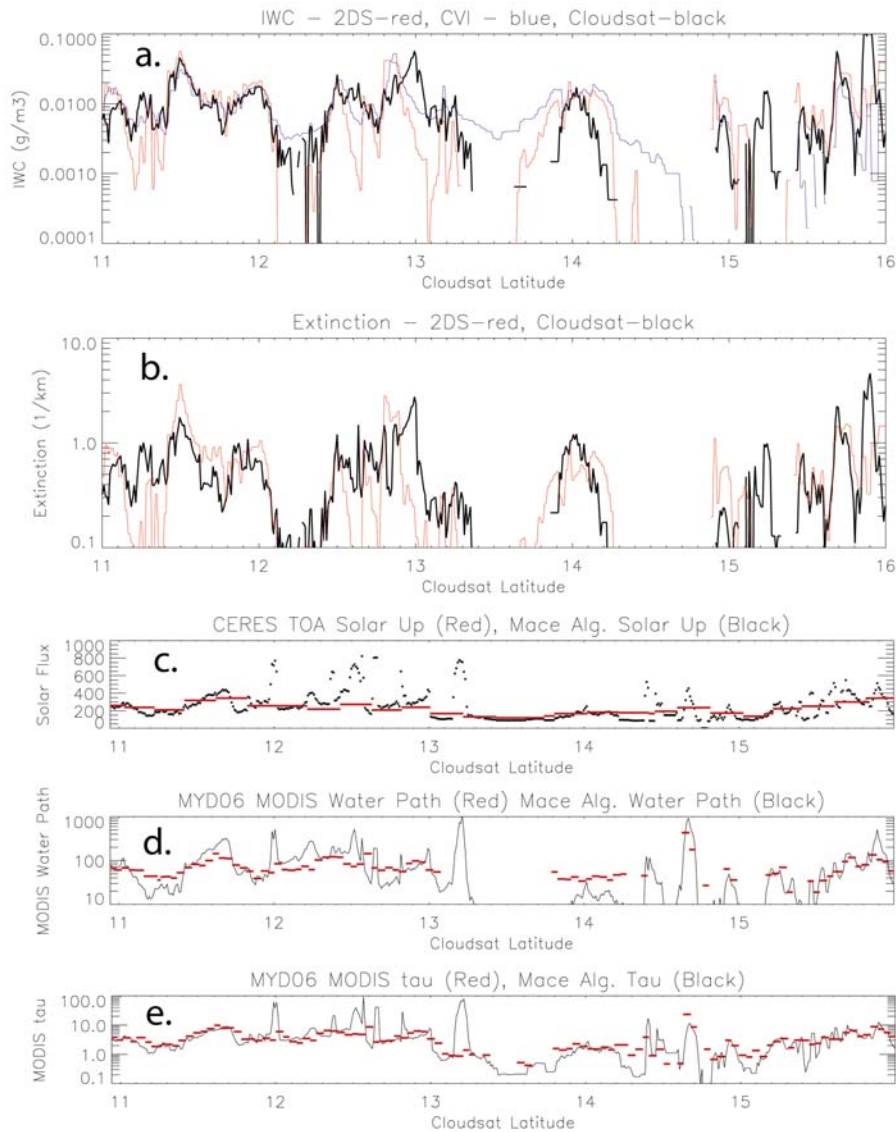 IWC - 2DS-red, CVI - blue, Cloudsat-black
a.
0.1000
0.0100
0.0010
0.0001
IWC (g/m3)
11 12 13 14 15 16
Cloudsat Latitude
Extinction - 2DS-red, Cloudsat-black
b.
10.0
1.0
0.1
Extinction (1/km)
11 12 13 14 15 16
Cloudsat Latitude
CERES TOA Solar Up (Red), Mace Alg. Solar Up (Black)
c.
1000
800
600
400
200
0
Solar Flux
11 12 13 14 15
Cloudsat Latitude
MYD06 MODIS Water Path (Red) Mace Alg. Water Path (Black)
d.
1000
100
10
MODIS Water Path
11 12 13 14 15
Cloudsat Latitude
MYD06 MODIS tau (Red), Mace Alg. Tau (Black)
e.
100.0
10.0
1.0
0.1
MODIS tau
11 12 13 14 15
Cloudsat Latitude